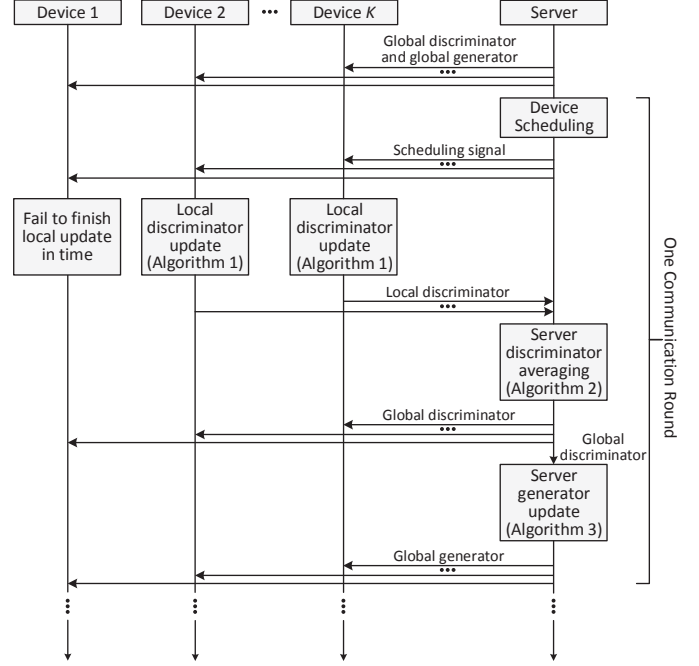 Device 1
Device 2
•••
Device K
Server
Global discriminator
and global generator
•••
Device
Scheduling
Scheduling signal
•••
Fail to finish
local update
in time
Local
discriminator
update
(Algorithm 1)
Local
discriminator
update
(Algorithm 1)
Local discriminator
•••
Server
discriminator
averaging
(Algorithm 2)
Global discriminator
•••
Global
discriminator
Server
generator
update
(Algorithm 3)
Global generator
•••
One Communication Round